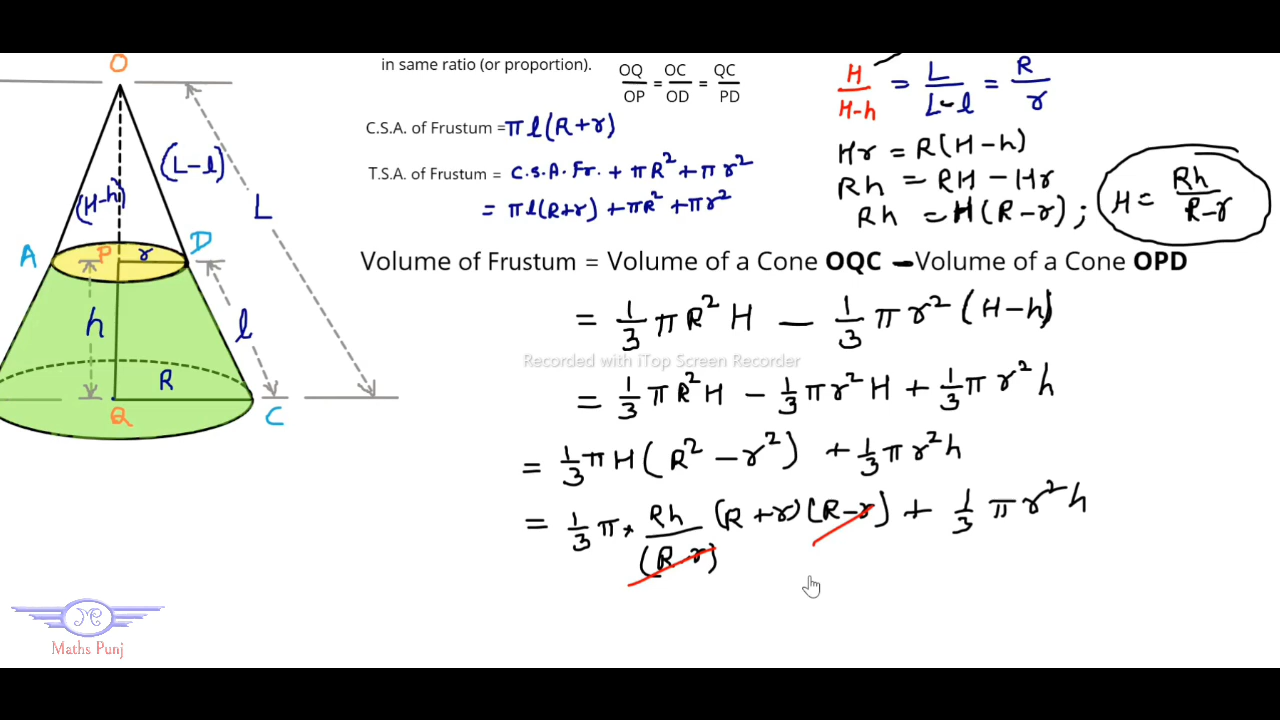 O
in same ratio (or proportion).
OQ/OP = OC/OD = QC/PD
H/H-h = L/L-l = R/r
C.S.A. of Frustum = πl(R+r)
T.S.A. of Frustum = C.S.A. Fr. + πR² + πr²
= πl(R+r) + πR² + πr²
Hr = R(H-h)
Rh = RH - Hr
Rh = H(R-r); H = Rh/R-r
(L-l)
(H-h)
L
A
P
r
D
h
l
R
Q
C
Volume of Frustum = Volume of a Cone OQC - Volume of a Cone OPD
= 1/3 πR²H - 1/3 πr²(H-h)
Recorded with iTop Screen Recorder
= 1/3 πR²H - 1/3 πr²H + 1/3 πr²h
= 1/3 πH(R² - r²) + 1/3 πr²h
= 1/3 π × Rh/(R-r) (R+r)(R-r) + 1/3 πr²h
Maths Punj